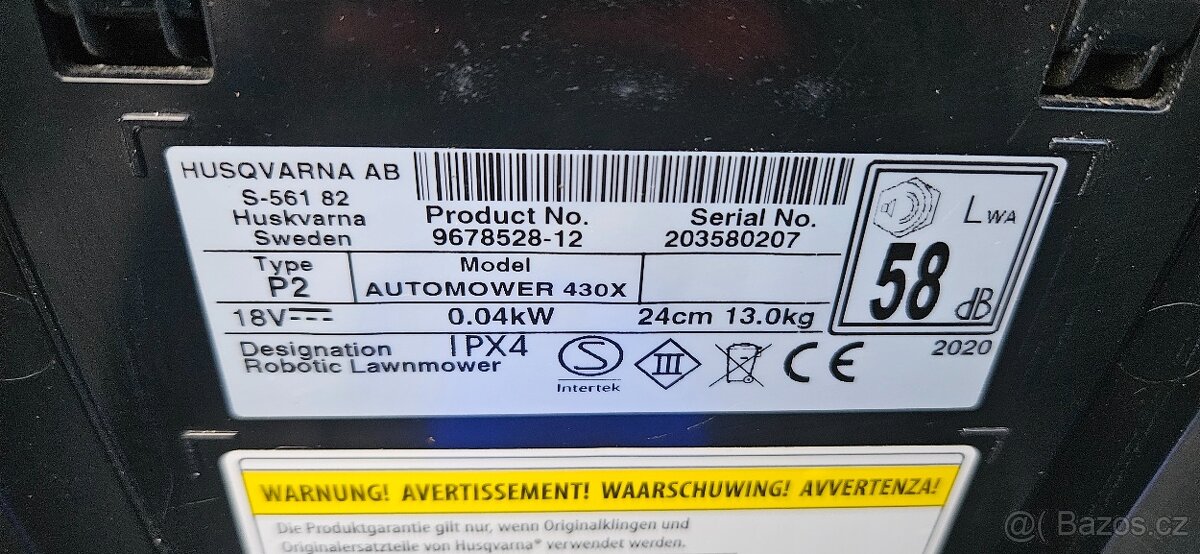 HUSQVARNA AB
S-561 82
Huskvarna
Sweden
Product No.
9678528-12
Serial No.
203580207
LWA
58 dB
Type
P2
Model
AUTOMOWER 430X
18V 0.04kW 24cm 13.0kg
Designation IPX4
Robotic Lawnmower
S
Intertek
III
CE
2020
WARNUNG! AVERTISSEMENT! WAARSCHUWING! AVVERTENZA!
Die Produktgarantie gilt nur, wenn Originalklingen und
Originalersatzteile von Husqvarna® verwendet werden.
@( Bazos.cz